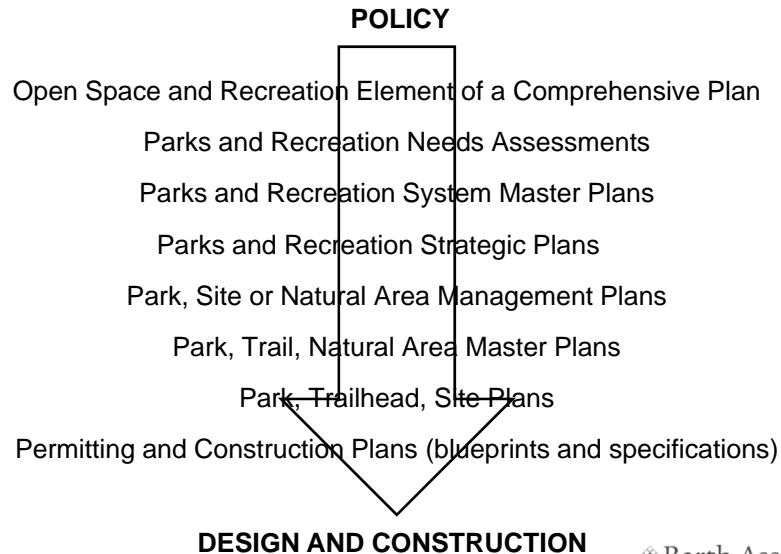 POLICY
Open Space and Recreation Element of a Comprehensive Plan
Parks and Recreation Needs Assessments
Parks and Recreation System Master Plans
Parks and Recreation Strategic Plans
Park, Site or Natural Area Management Plans
Park, Trail, Natural Area Master Plans
Park, Trailhead, Site Plans
Permitting and Construction Plans (blueprints and specifications)
DESIGN AND CONSTRUCTION